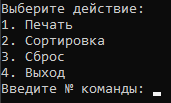 Выберите действие:
1. Печать
2. Сортировка
3. Сброс
4. Выход
Введите № команды: